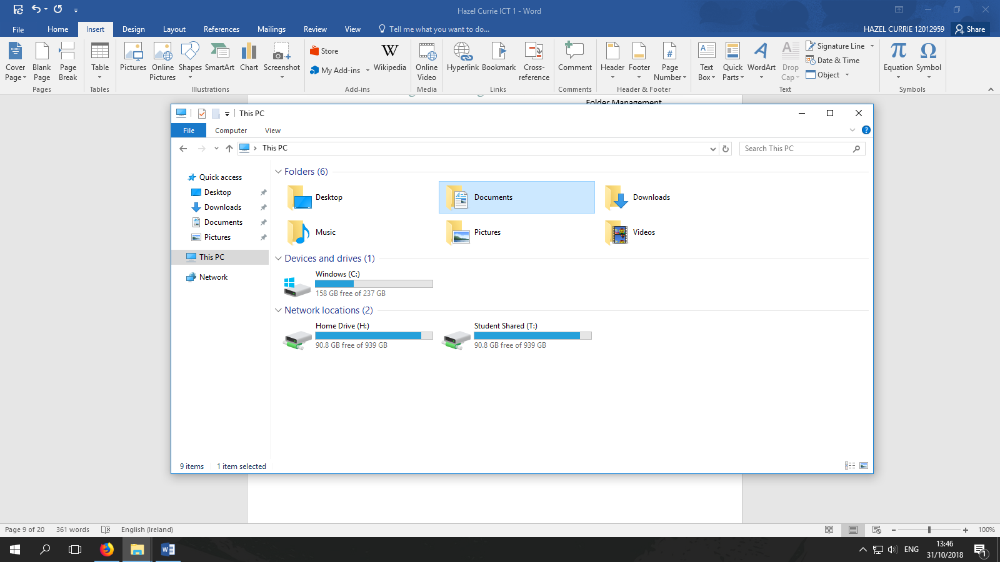 Hazel Currie ICT 1 - Word
File Home Insert Design Layout References Mailings Review View Tell me what you want to do... HAZEL CURRIE 12012959 Share
Cover Page
Blank Page
Page Break
Pages
Table
Tables
Pictures
Online Pictures
Shapes
SmartArt
Chart
Screenshot
Illustrations
Store
My Add-ins
W
Wikipedia
Add-ins
Online Video
Media
Hyperlink
Bookmark
Cross-reference
Links
Comment
Comments
Header
Footer
Page Number
Header & Footer
Text Box
Quick Parts
WordArt
Drop Cap
Signature Line
Date & Time
Object
Text
π
Equation
Ω
Symbol
Symbols
Folder Management
This PC
File Computer View
This PC
Search This PC
Quick access
Desktop
Downloads
Documents
Pictures
This PC
Network
Folders (6)
Desktop
Documents
Downloads
Music
Pictures
Videos
Devices and drives (1)
Windows (C:)
158 GB free of 237 GB
Network locations (2)
Home Drive (H:)
90.8 GB free of 939 GB
Student Shared (T:)
90.8 GB free of 939 GB
9 items 1 item selected
Page 9 of 20 361 words English (Ireland) 100%
ENG
13:46
31/10/2018
1